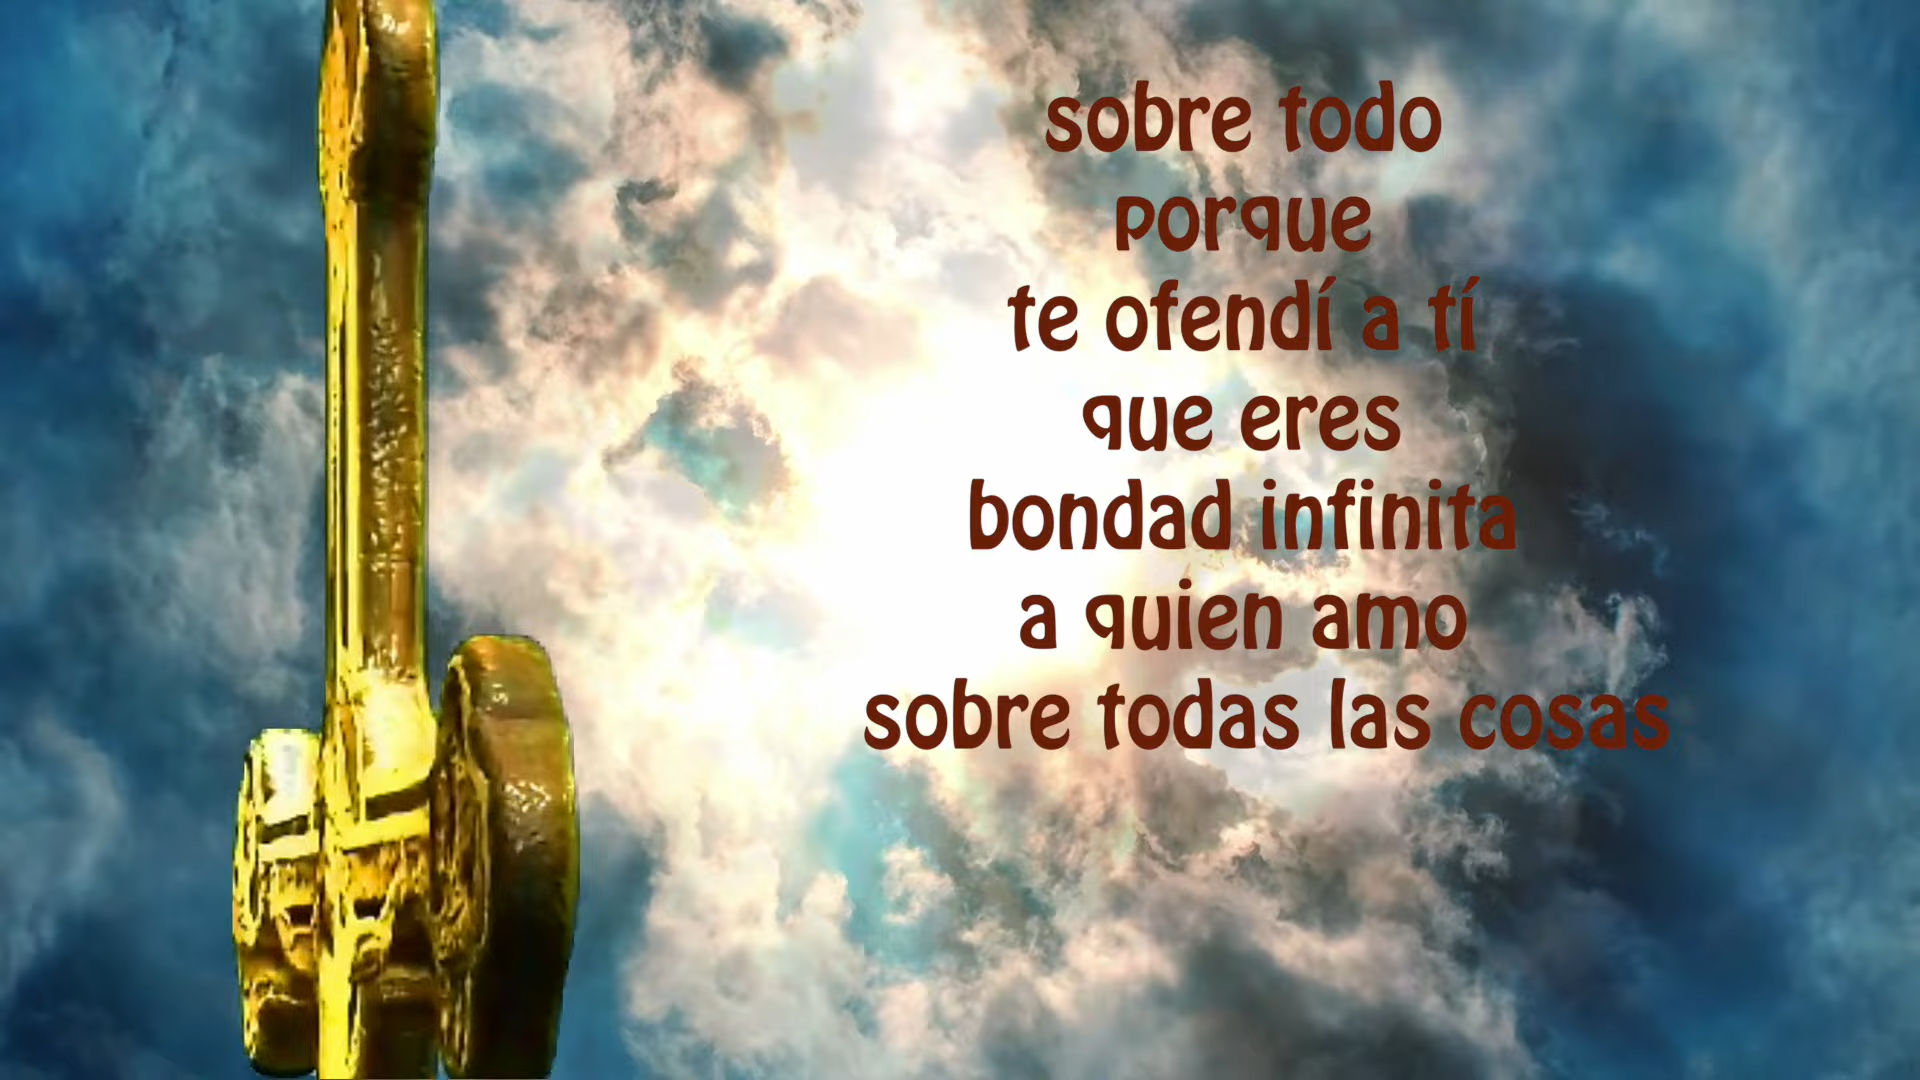 sobre todo
porque
te ofendí a tí
que eres
bondad infinita
a quien amo
sobre todas las cosas